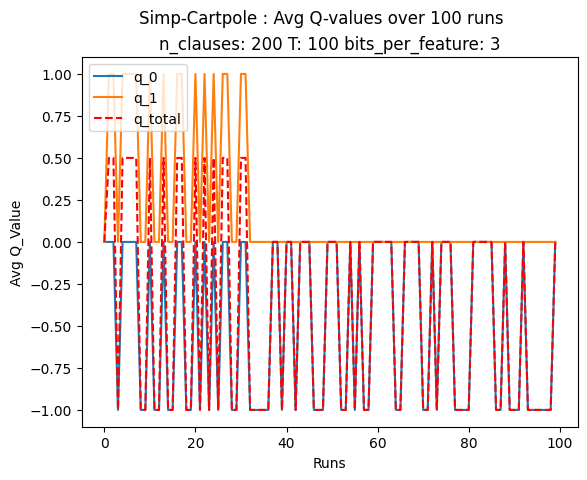 Simp-Cartpole : Avg Q-values over 100 runs
n_clauses: 200 T: 100 bits_per_feature: 3
q_0
q_1
q_total
1.00
0.75
0.50
0.25
0.00
−0.25
−0.50
−0.75
−1.00
Avg Q_Value
0
20
40
60
80
100
Runs